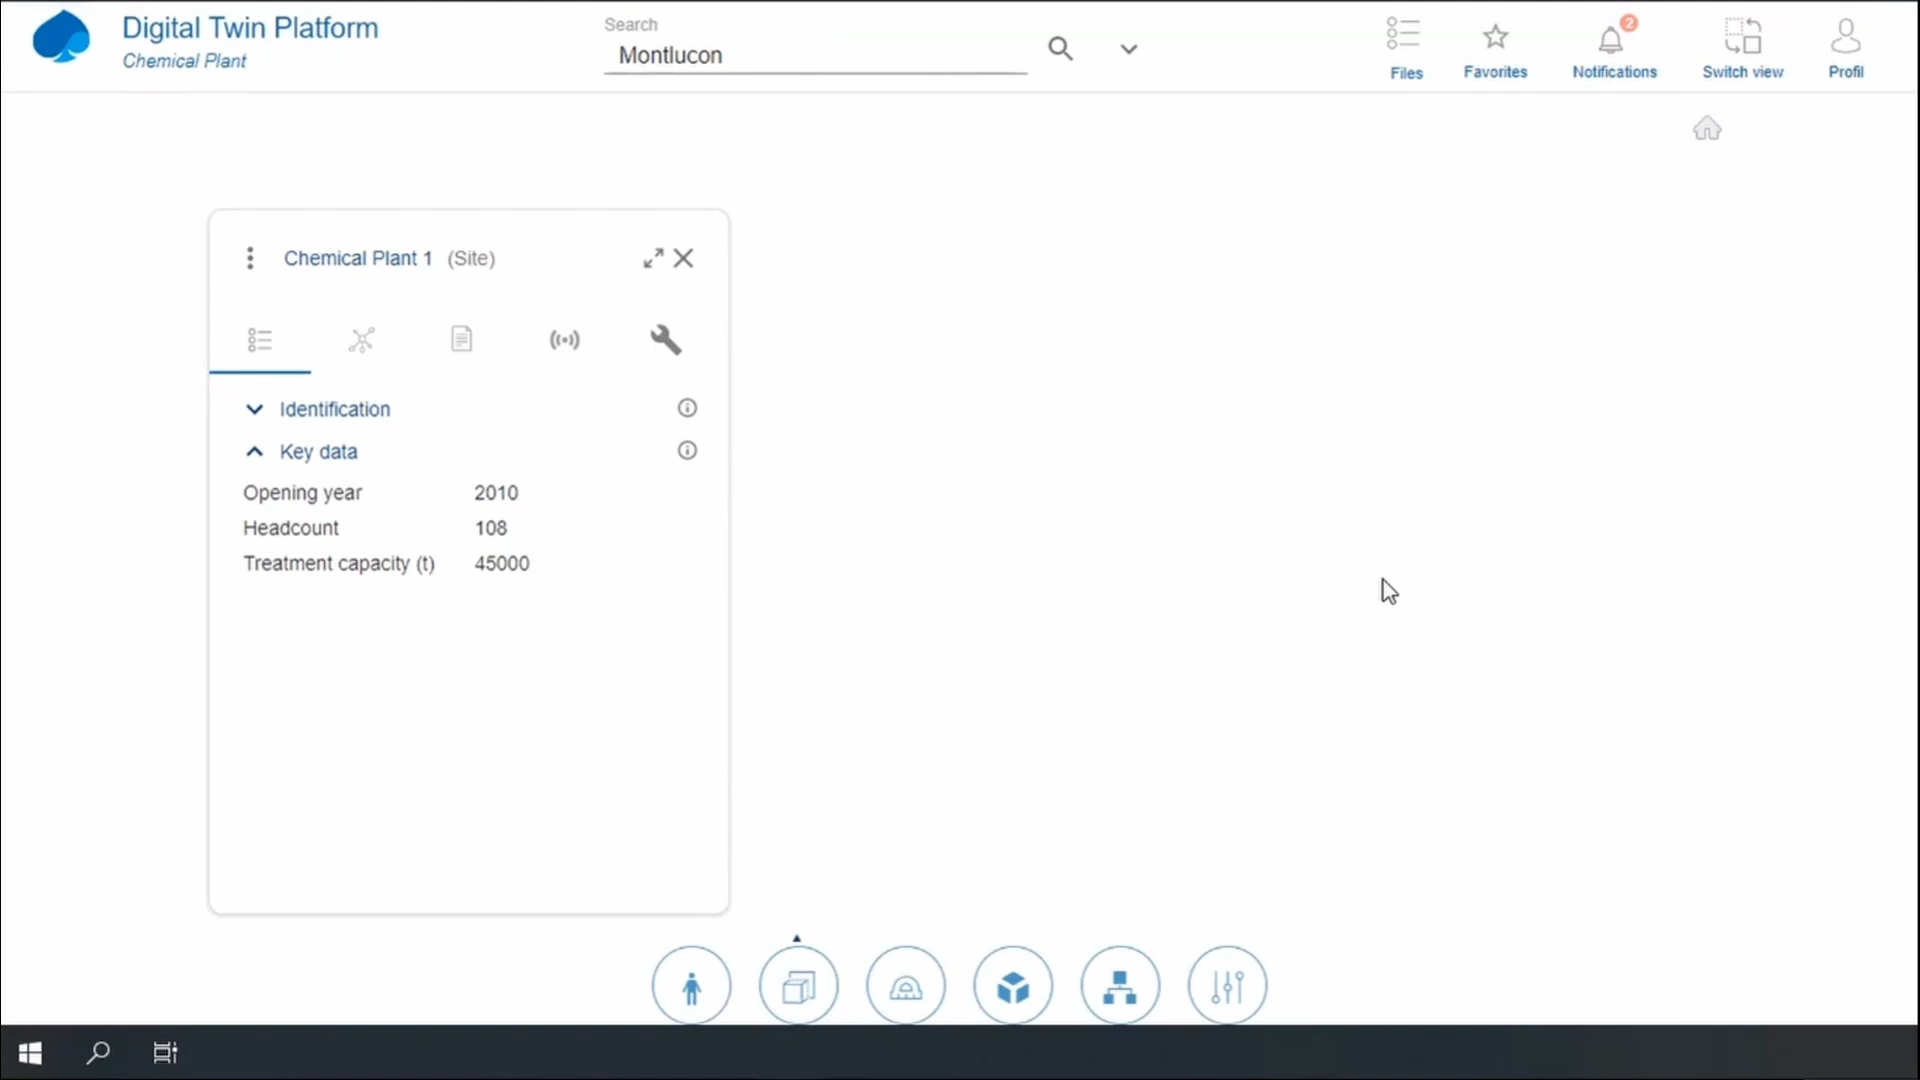 Digital Twin Platform
Chemical Plant
Search
Montlucon
Files
Favorites
2
Notifications
Switch view
Profil
Chemical Plant 1 (Site)
Identification
Key data
Opening year 2010
Headcount 108
Treatment capacity (t) 45000